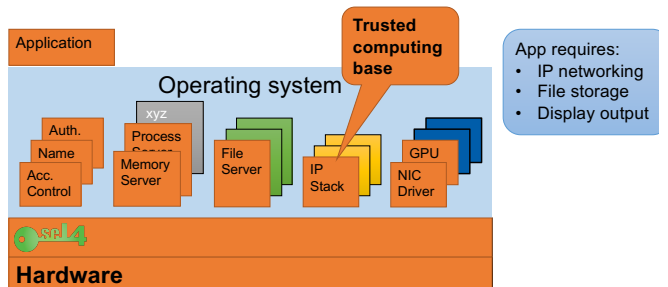 Application
Trusted
computing
base
App requires:
• IP networking
• File storage
• Display output
Operating system
xyz
Auth.
Name
Acc.
Control
Process
Memory
Server
File
Server
IP
Stack
GPU
NIC
Driver
seL4
Hardware